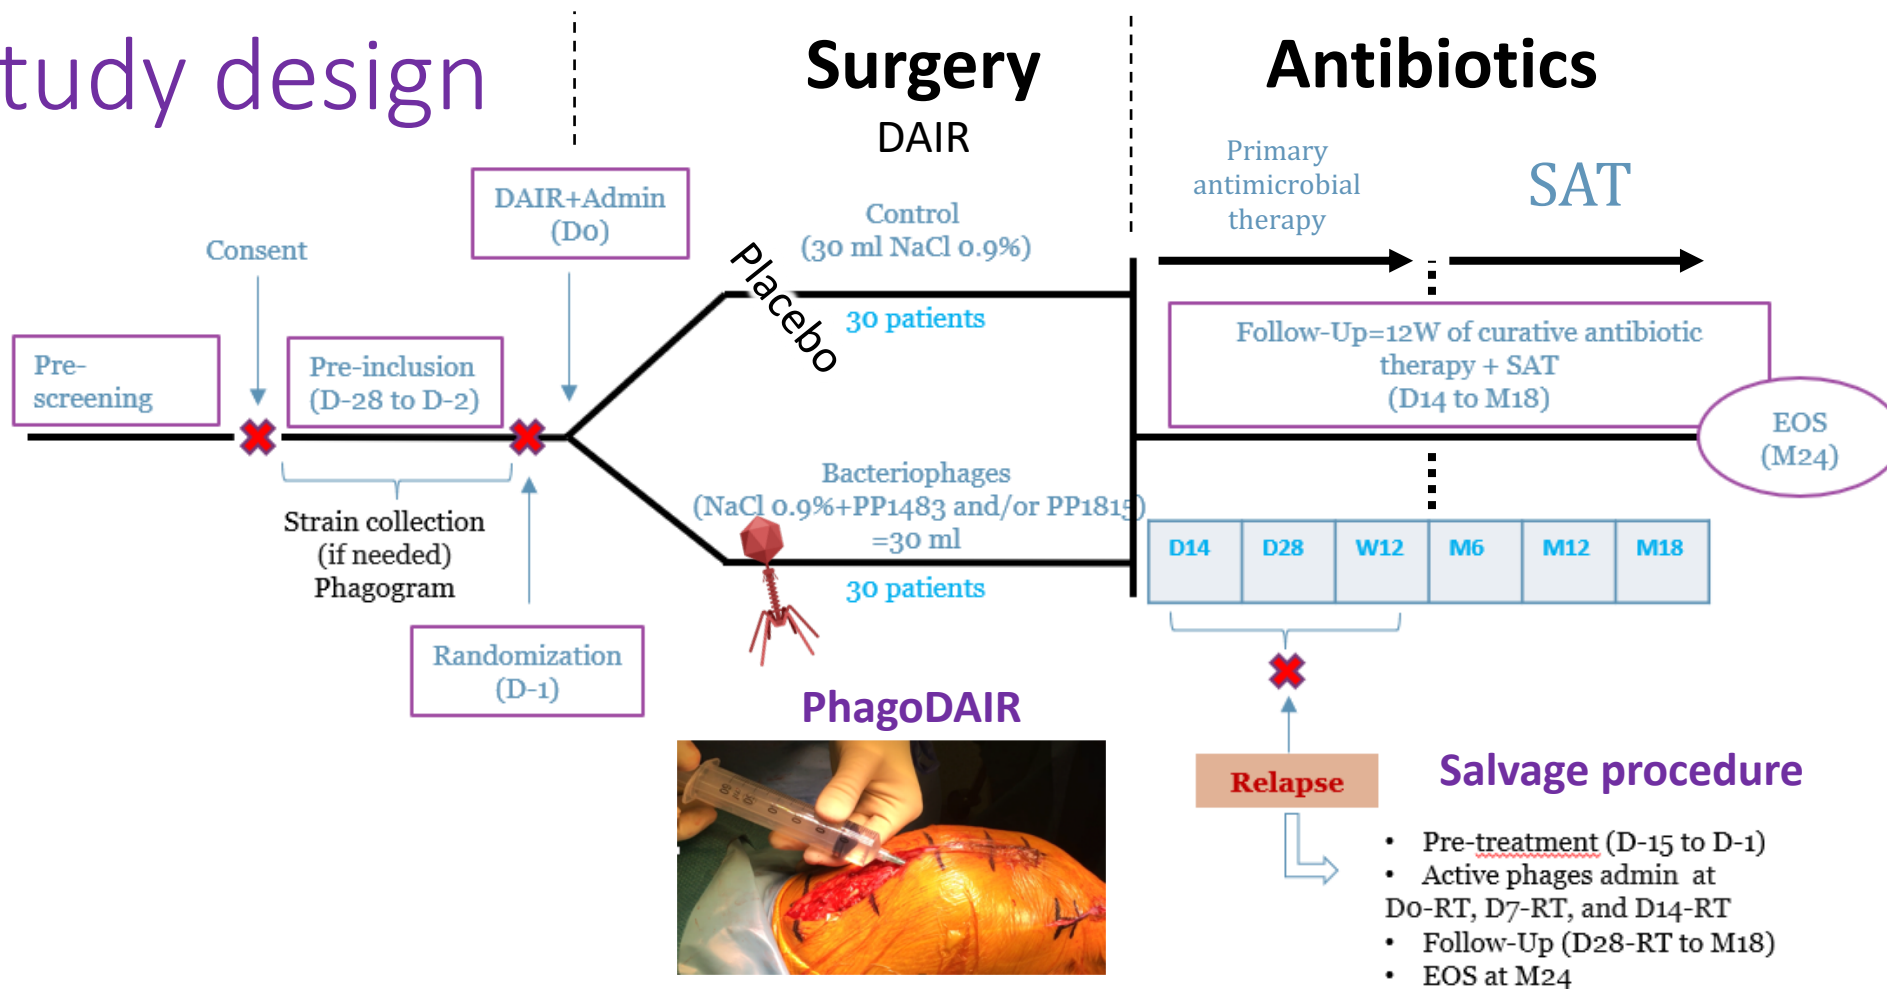 tudy design
Surgery
DAIR
Antibiotics
Primary
antimicrobial
therapy
SAT
DAIR+Admin
(D0)
Consent
Control
(30 ml NaCl 0.9%)
Placebo
30 patients
Pre-
screening
Pre-inclusion
(D-28 to D-2)
Follow-Up=12W of curative antibiotic
therapy + SAT
(D14 to M18)
EOS
(M24)
Strain collection
(if needed)
Phagogram
Bacteriophages
(NaCl 0.9%+PP1483 and/or PP1815)
=30 ml
30 patients
D14
D28
W12
M6
M12
M18
Randomization
(D-1)
PhagoDAIR
Relapse
Salvage procedure
• Pre-treatment (D-15 to D-1)
• Active phages admin at
D0-RT, D7-RT, and D14-RT
• Follow-Up (D28-RT to M18)
• EOS at M24